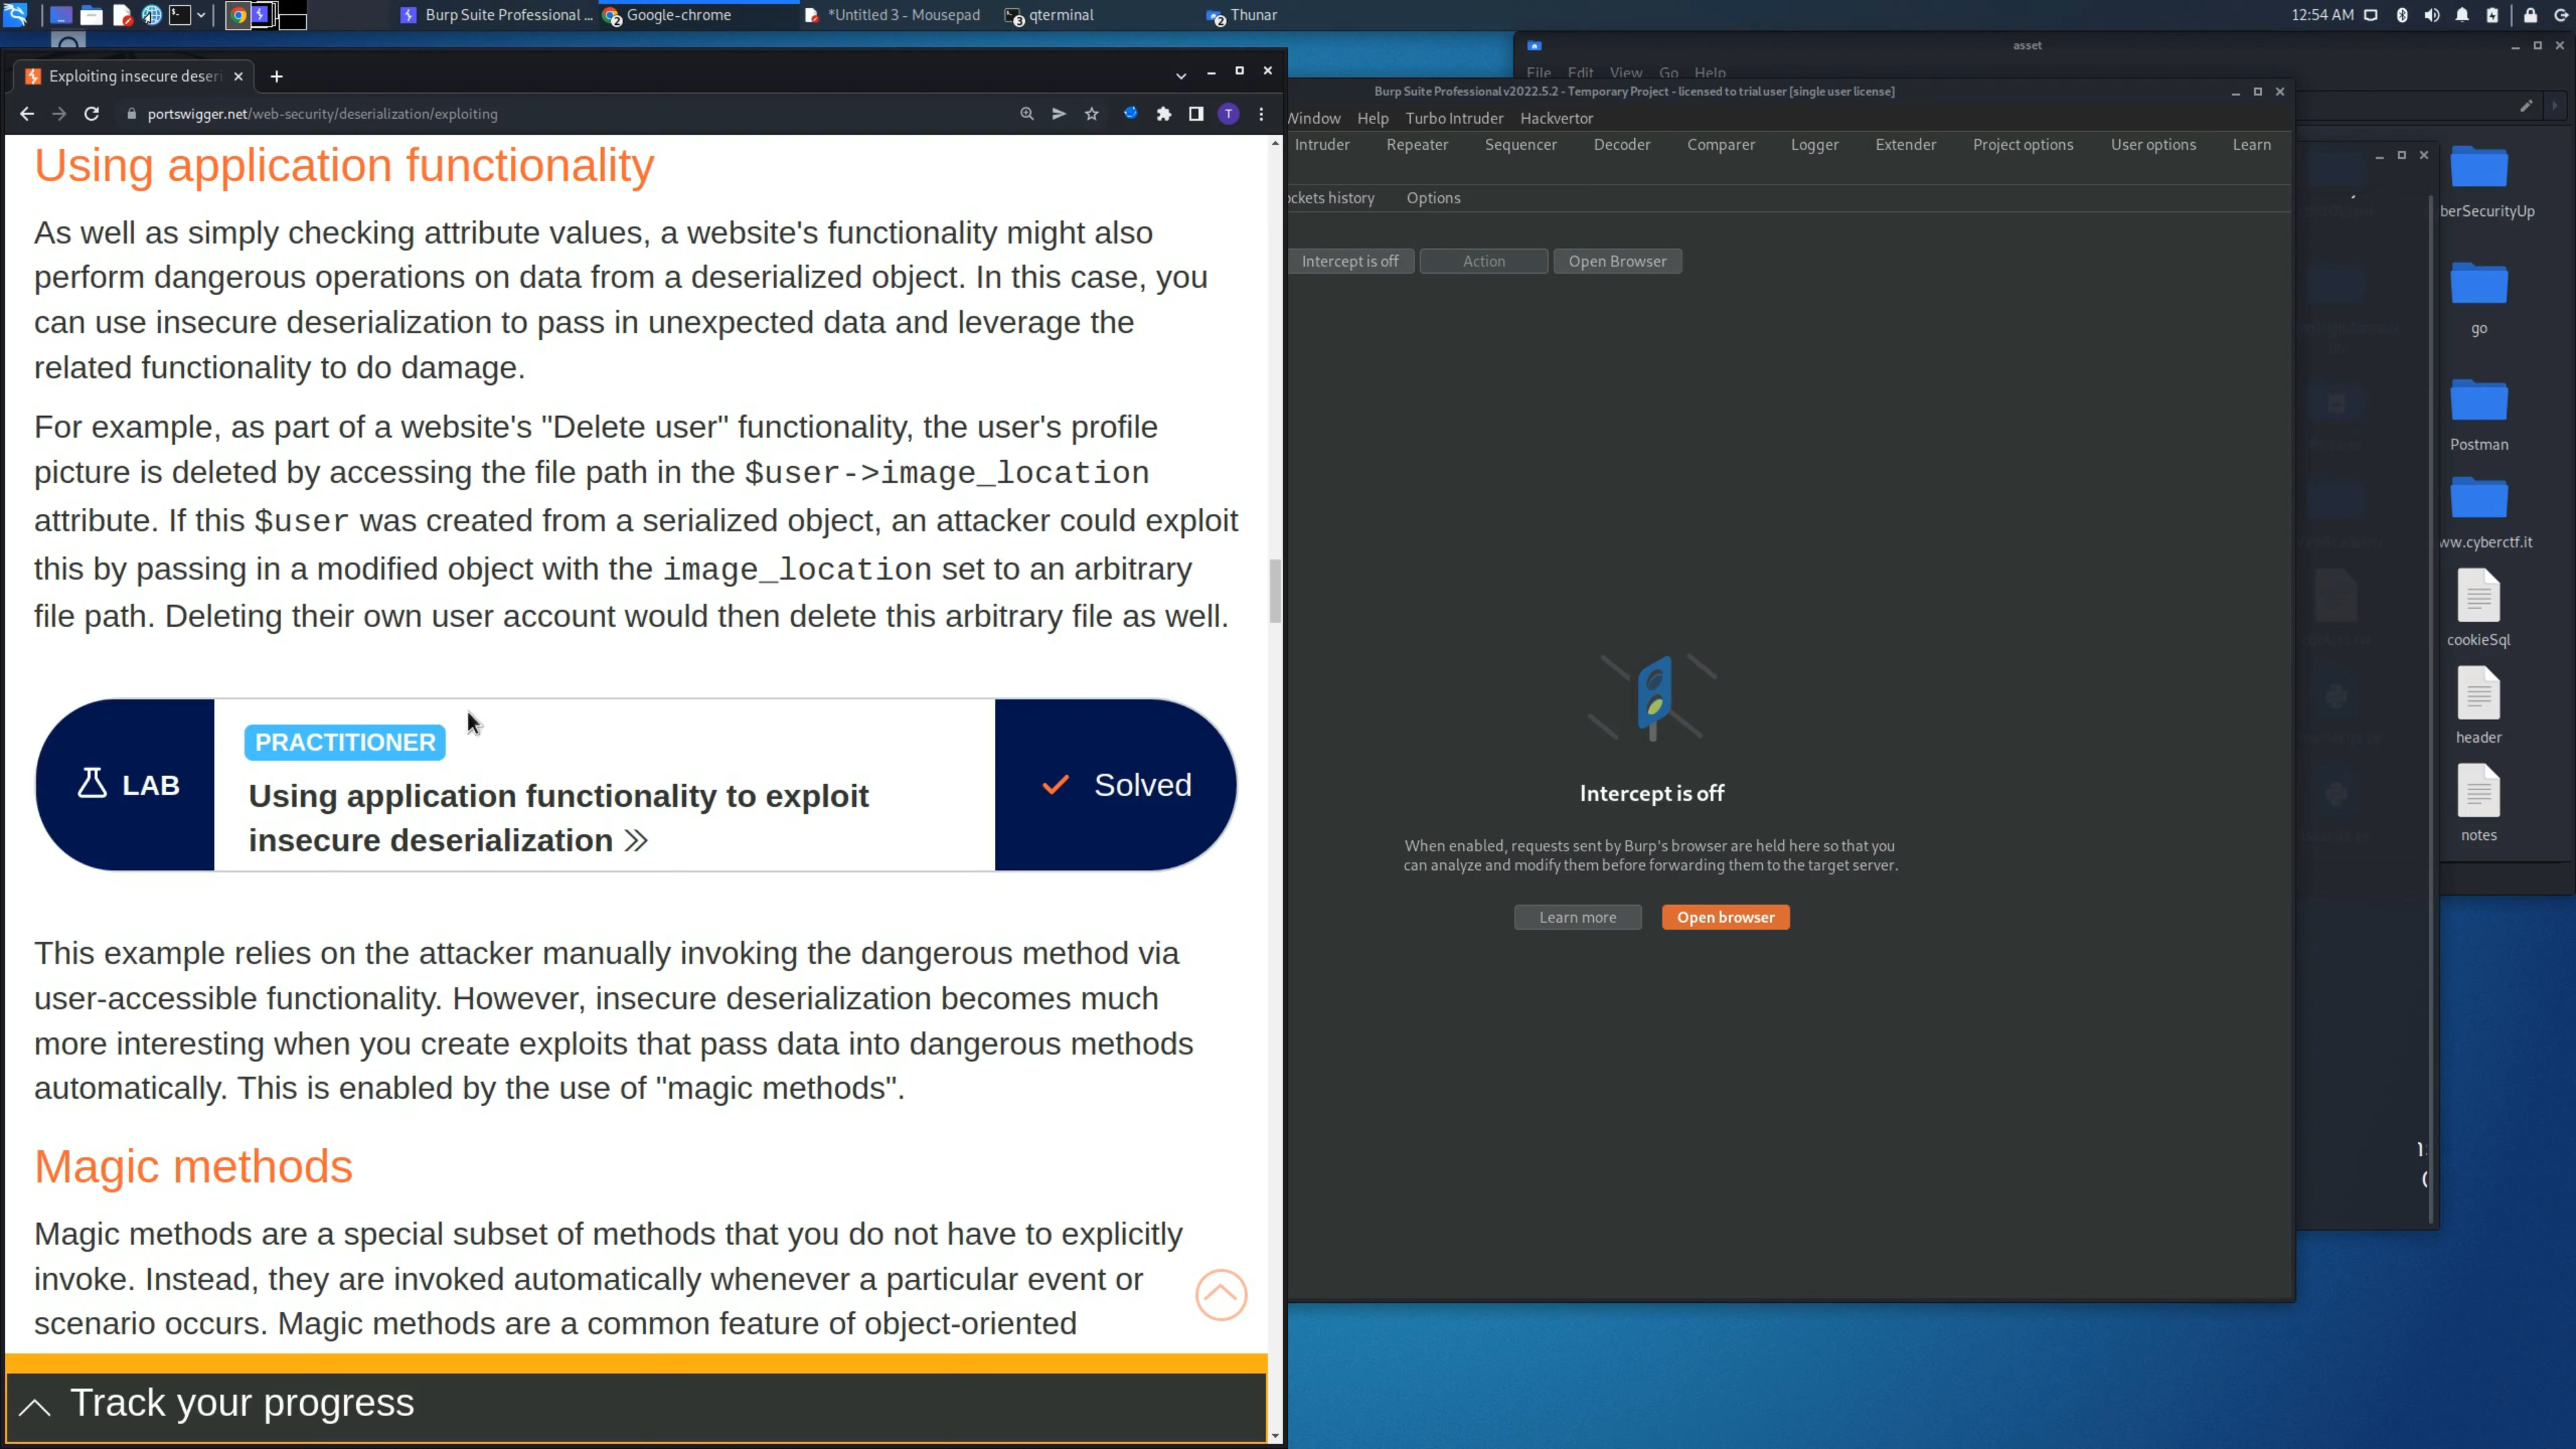 Burp Suite Professional ...
Google-chrome
*Untitled 3 - Mousepad
qterminal
Thunar
12:54 AM
asset
File Edit View Go Help
Exploiting insecure deseri
portswigger.net/web-security/deserialization/exploiting
T
Burp Suite Professional v2022.5.2 - Temporary Project - licensed to trial user [single user license]
Window Help Turbo Intruder Hackvertor
Intruder Repeater Sequencer Decoder Comparer Logger Extender Project options User options Learn
ockets history Options
Intercept is off Action Open Browser
Using application functionality
As well as simply checking attribute values, a website's functionality might also
perform dangerous operations on data from a deserialized object. In this case, you
can use insecure deserialization to pass in unexpected data and leverage the
related functionality to do damage.
For example, as part of a website's "Delete user" functionality, the user's profile
picture is deleted by accessing the file path in the $user->image_location
attribute. If this $user was created from a serialized object, an attacker could exploit
this by passing in a modified object with the image_location set to an arbitrary
file path. Deleting their own user account would then delete this arbitrary file as well.
LAB
PRACTITIONER
Using application functionality to exploit
insecure deserialization
Solved
This example relies on the attacker manually invoking the dangerous method via
user-accessible functionality. However, insecure deserialization becomes much
more interesting when you create exploits that pass data into dangerous methods
automatically. This is enabled by the use of "magic methods".
Magic methods
Magic methods are a special subset of methods that you do not have to explicitly
invoke. Instead, they are invoked automatically whenever a particular event or
scenario occurs. Magic methods are a common feature of object-oriented
Track your progress
Intercept is off
When enabled, requests sent by Burp's browser are held here so that you
can analyze and modify them before forwarding them to the target server.
Learn more Open browser
berSecurityUp
go
Postman
ww.cyberctf.it
cookieSql
header
notes